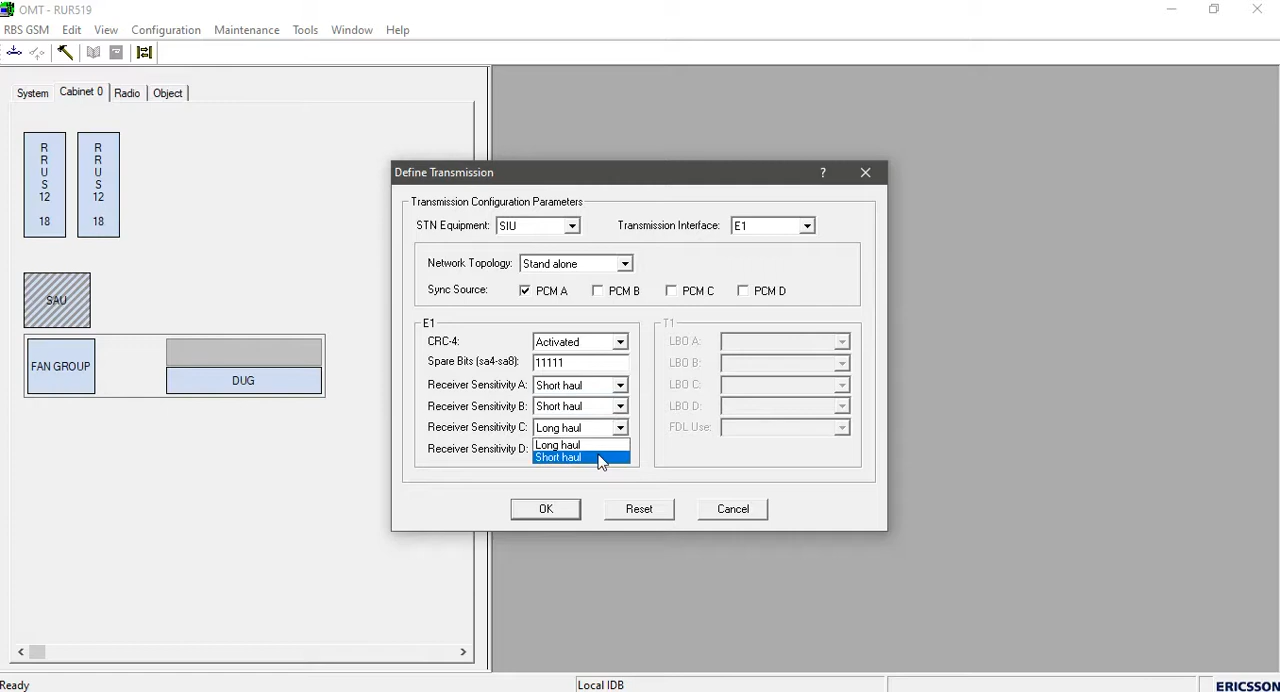 OMT - RUR519
RBS GSM Edit View Configuration Maintenance Tools Window Help
System Cabinet 0 Radio Object
R R U S 12 18
R R U S 12 18
SAU
FAN GROUP
DUG
Define Transmission ?
Transmission Configuration Parameters
STN Equipment: SIU Transmission Interface: E1
Network Topology: Stand alone
Sync Source: PCM A PCM B PCM C PCM D
E1
CRC-4: Activated
Spare Bits (sa4-sa8): 11111
Receiver Sensitivity A: Short haul
Receiver Sensitivity B: Short haul
Receiver Sensitivity C: Long haul
Long haul
Receiver Sensitivity D: Short haul
T1
LBO A:
LBO B:
LBO C:
LBO D:
FDL Use:
OK Reset Cancel
Ready Local IDB ERICSSON